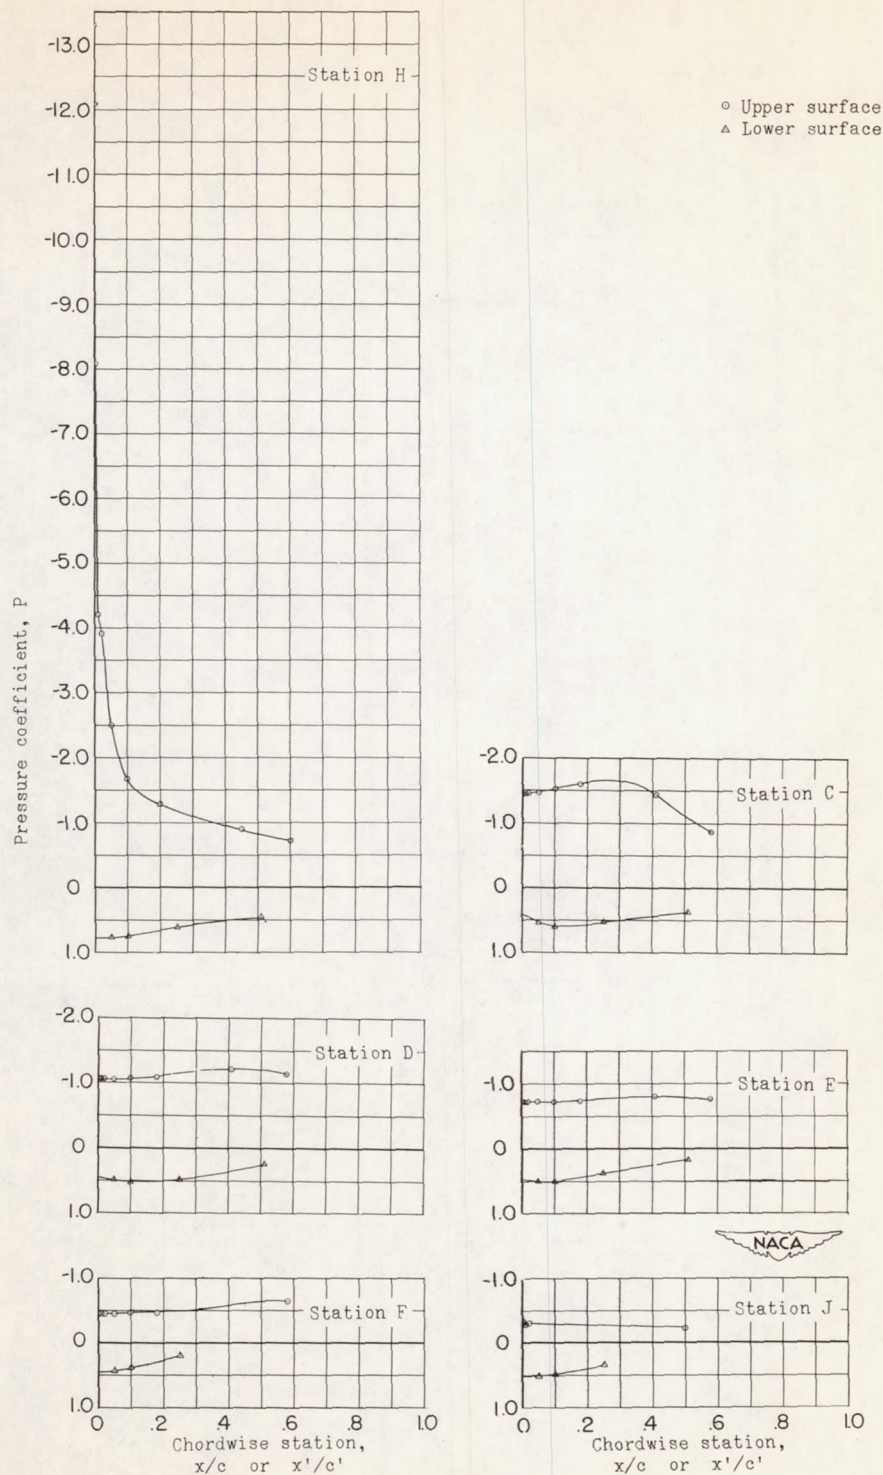 -13.0
Station H
-12.0
-11.0
-10.0
-9.0
-8.0
-7.0
-6.0
-5.0
-4.0
-3.0
-2.0
-1.0
0
1.0
Pressure coefficient, P
○ Upper surface
△ Lower surface
-2.0
Station C
-1.0
0
1.0
-2.0
Station D
-1.0
0
1.0
Station E
-1.0
0
1.0
NACA
-1.0
Station F
0
1.0
0 .2 .4 .6 1.0
Chordwise station,
x/c or x'/c'
-1.0
Station J
0
1.0
0 .2 .4 .6 1.0
Chordwise station,
x/c or x'/c'